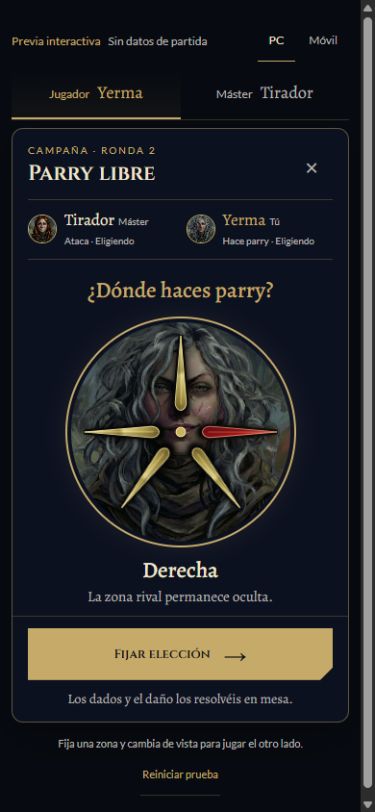 Previa interactiva Sin datos de partida PC Móvil
Jugador Yerma Máster Tirador
CAMPAÑA · RONDA 2
PARRY LIBRE ✕
Tirador Máster Yerma Tú
Ataca · Eligiendo Hace parry · Eligiendo
¿Dónde haces parry?
Derecha
La zona rival permanece oculta.
FIJAR ELECCIÓN →
Los dados y el daño los resolvéis en mesa.
Fija una zona y cambia de vista para jugar el otro lado.
Reiniciar prueba